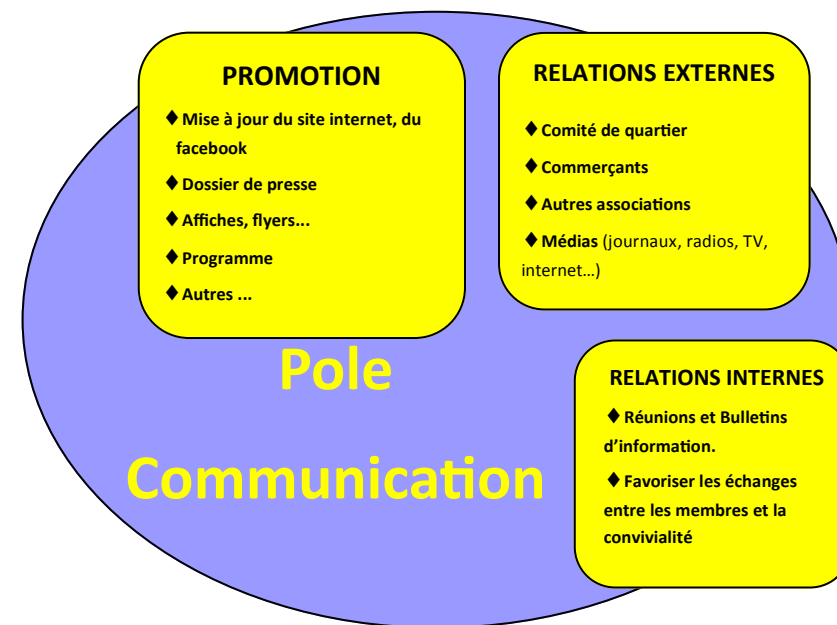 PROMOTION
♦ Mise à jour du site internet, du
facebook
♦ Dossier de presse
♦ Affiches, flyers...
♦ Programme
♦ Autres ...
RELATIONS EXTERNES
♦ Comité de quartier
♦ Commerçants
♦ Autres associations
♦ Médias (journaux, radios, TV,
internet...)
Pole
Communication
RELATIONS INTERNES
♦ Réunions et Bulletins
d'information.
♦ Favoriser les échanges
entre les membres et la
convivialité